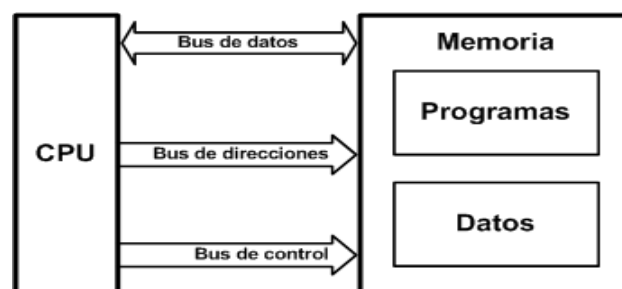 Bus de datos
Memoria
Programas
CPU
Bus de direcciones
Datos
Bus de control